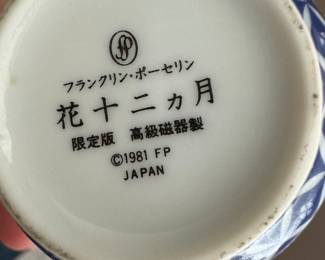 FP
フランクリン・ポーセリン
花十二ヵ月
限定版 高級磁器製
©1981 FP
JAPAN